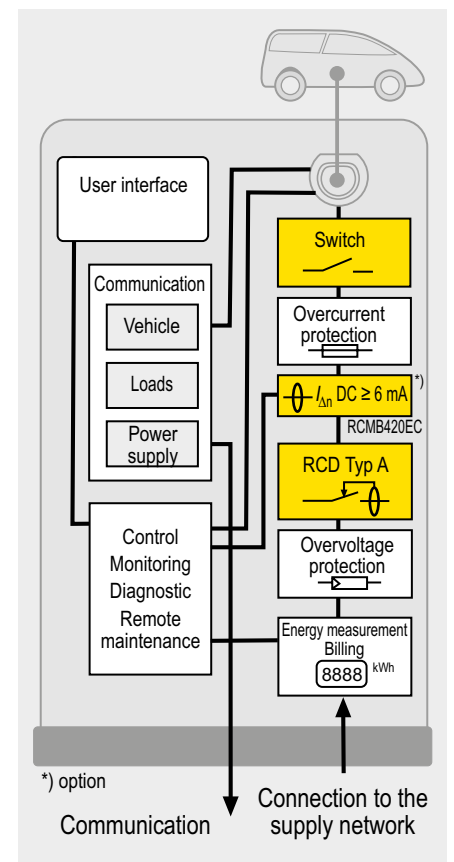 User interface
Communication
Vehicle
Loads
Power
supply
Control
Monitoring
Diagnostic
Remote
maintenance
Switch
Overcurrent
protection
IΔn DC ≥ 6 mA
*)
RCMB420EC
RCD Typ A
Overvoltage
protection
Energy measurement
Billing
8888 kWh
*) option
Communication
Connection to the
supply network